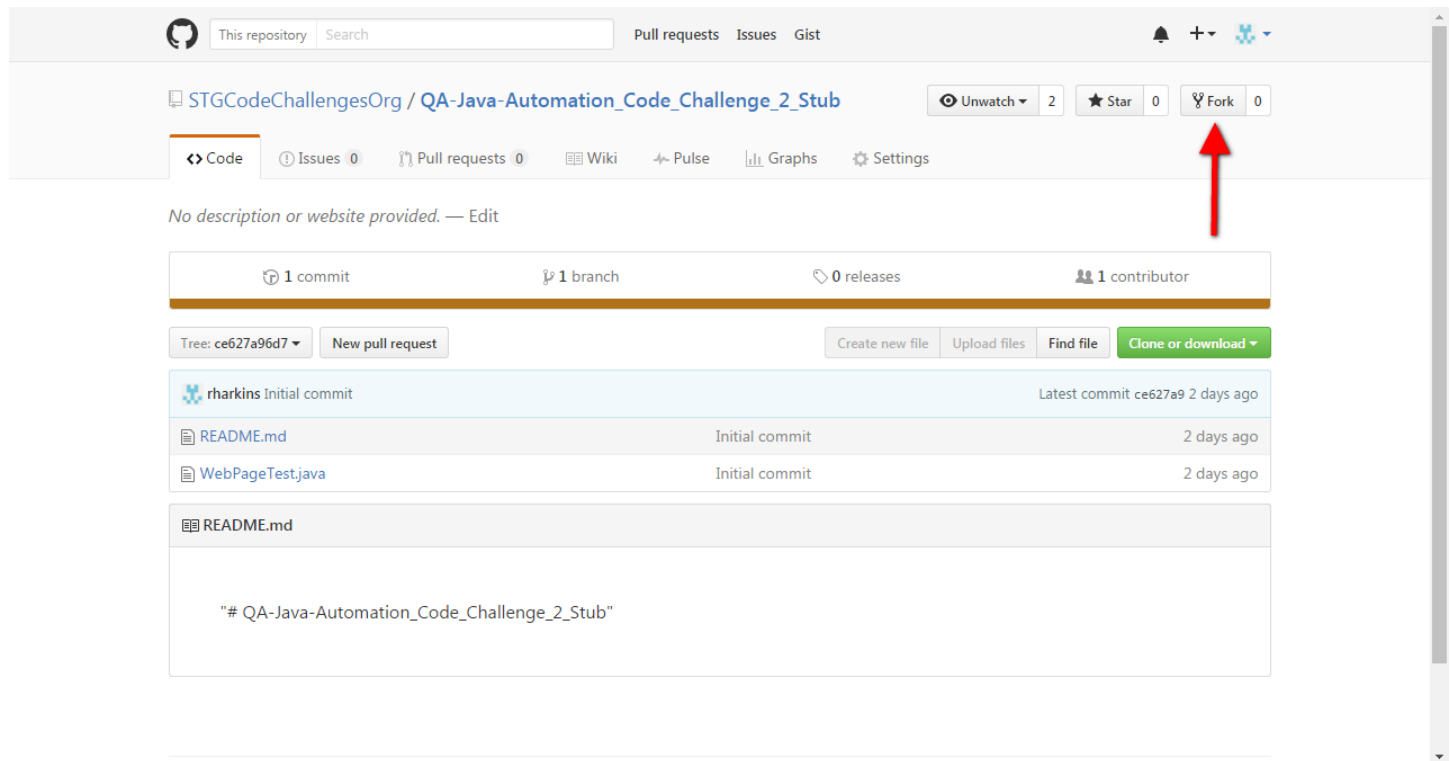 This repository Search Pull requests Issues Gist
STGCodeChallengesOrg / QA-Java-Automation_Code_Challenge_2_Stub Unwatch 2 Star 0 Fork 0
Code Issues 0 Pull requests 0 Wiki Pulse Graphs Settings
No description or website provided. — Edit
1 commit 1 branch 0 releases 1 contributor
Tree: ce627a96d7 New pull request Create new file Upload files Find file Clone or download
rharkins Initial commit Latest commit ce627a9 2 days ago
README.md Initial commit 2 days ago
WebPageTest.java Initial commit 2 days ago
README.md
"# QA-Java-Automation_Code_Challenge_2_Stub"